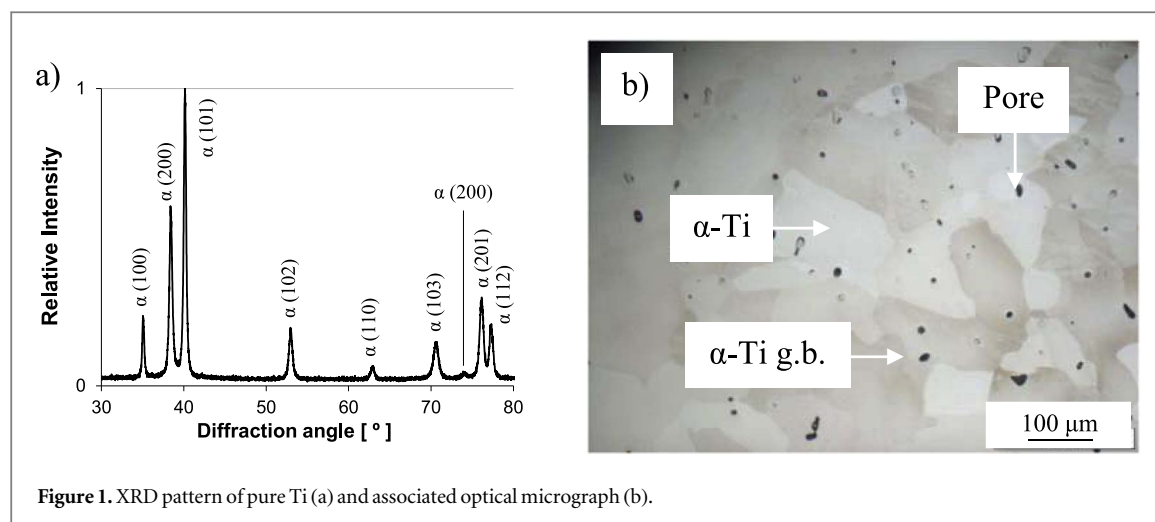 a)
1
Relative Intensity
0
α (100)
α (200)
α (101)
α (102)
α (110)
α (103)
α (200)
α (201)
α (112)
30 40 50 60 70 80
Diffraction angle [ º ]
b)
Pore
α-Ti
α-Ti g.b.
100 µm
Figure 1. XRD pattern of pure Ti (a) and associated optical micrograph (b).